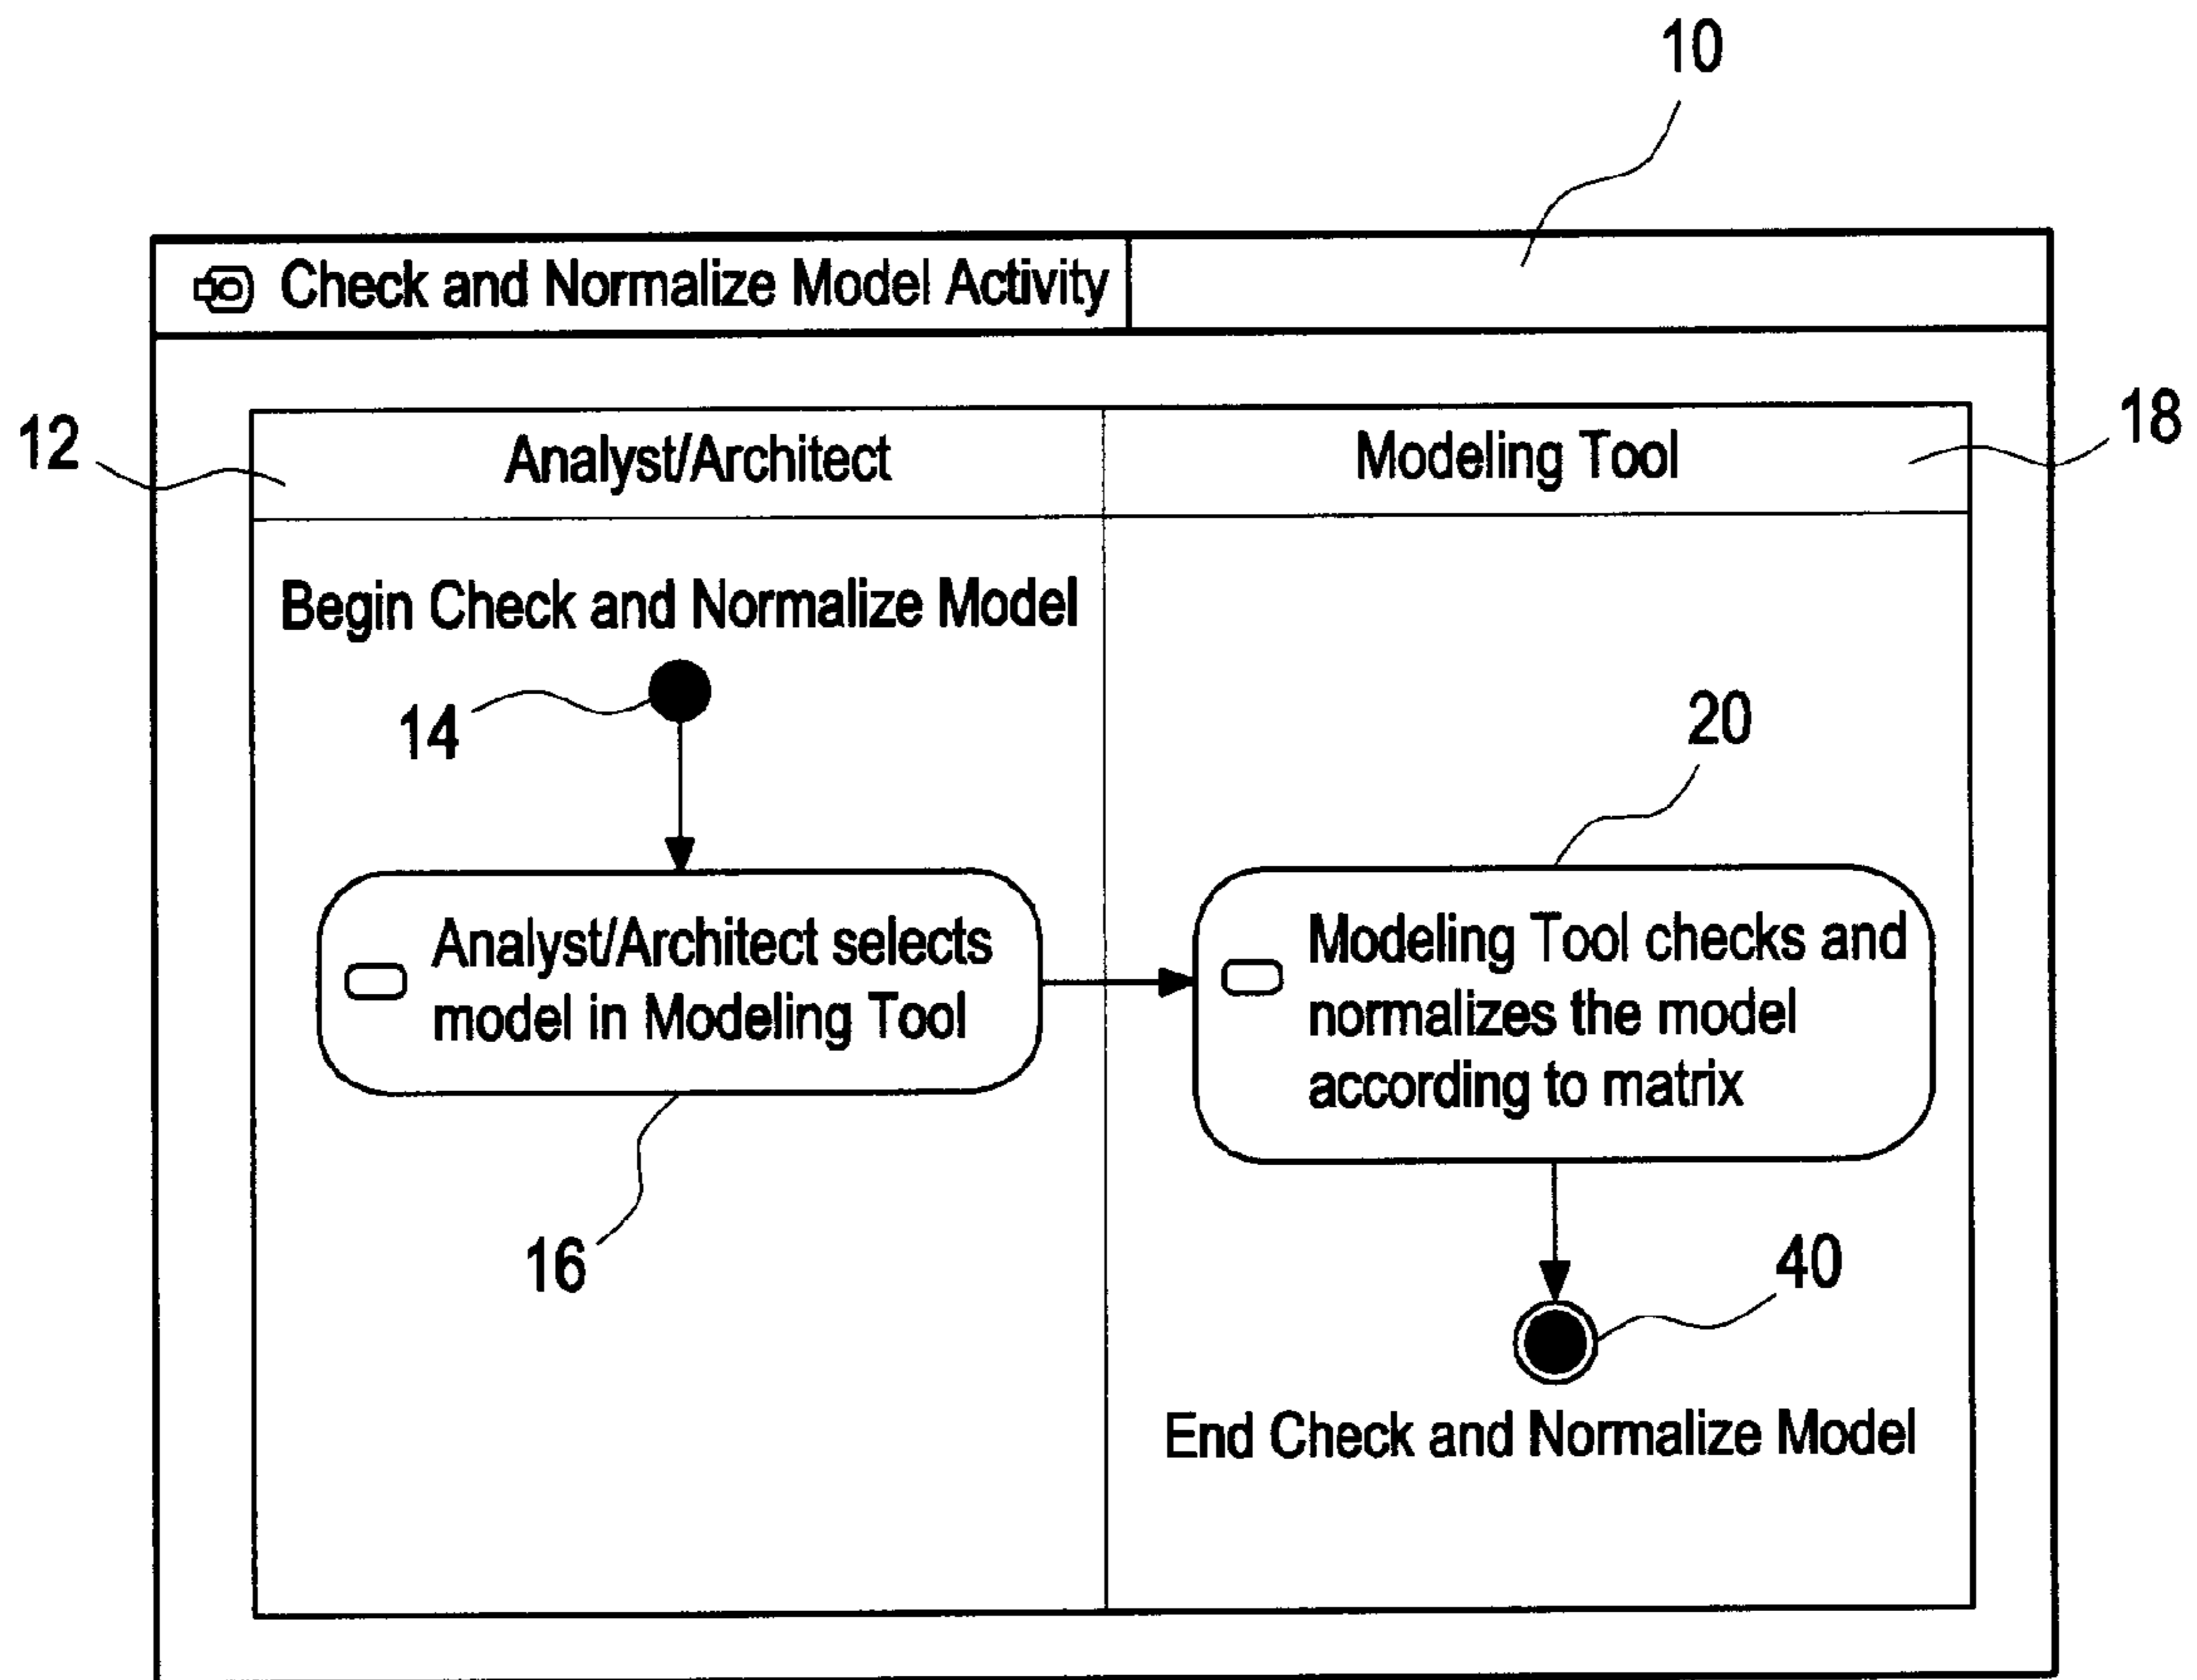 10
Check and Normalize Model Activity
12
Analyst/Architect
Modeling Tool
18
Begin Check and Normalize Model
14
20
Analyst/Architect selects
model in Modeling Tool
Modeling Tool checks and
normalizes the model
according to matrix
16
40
End Check and Normalize Model